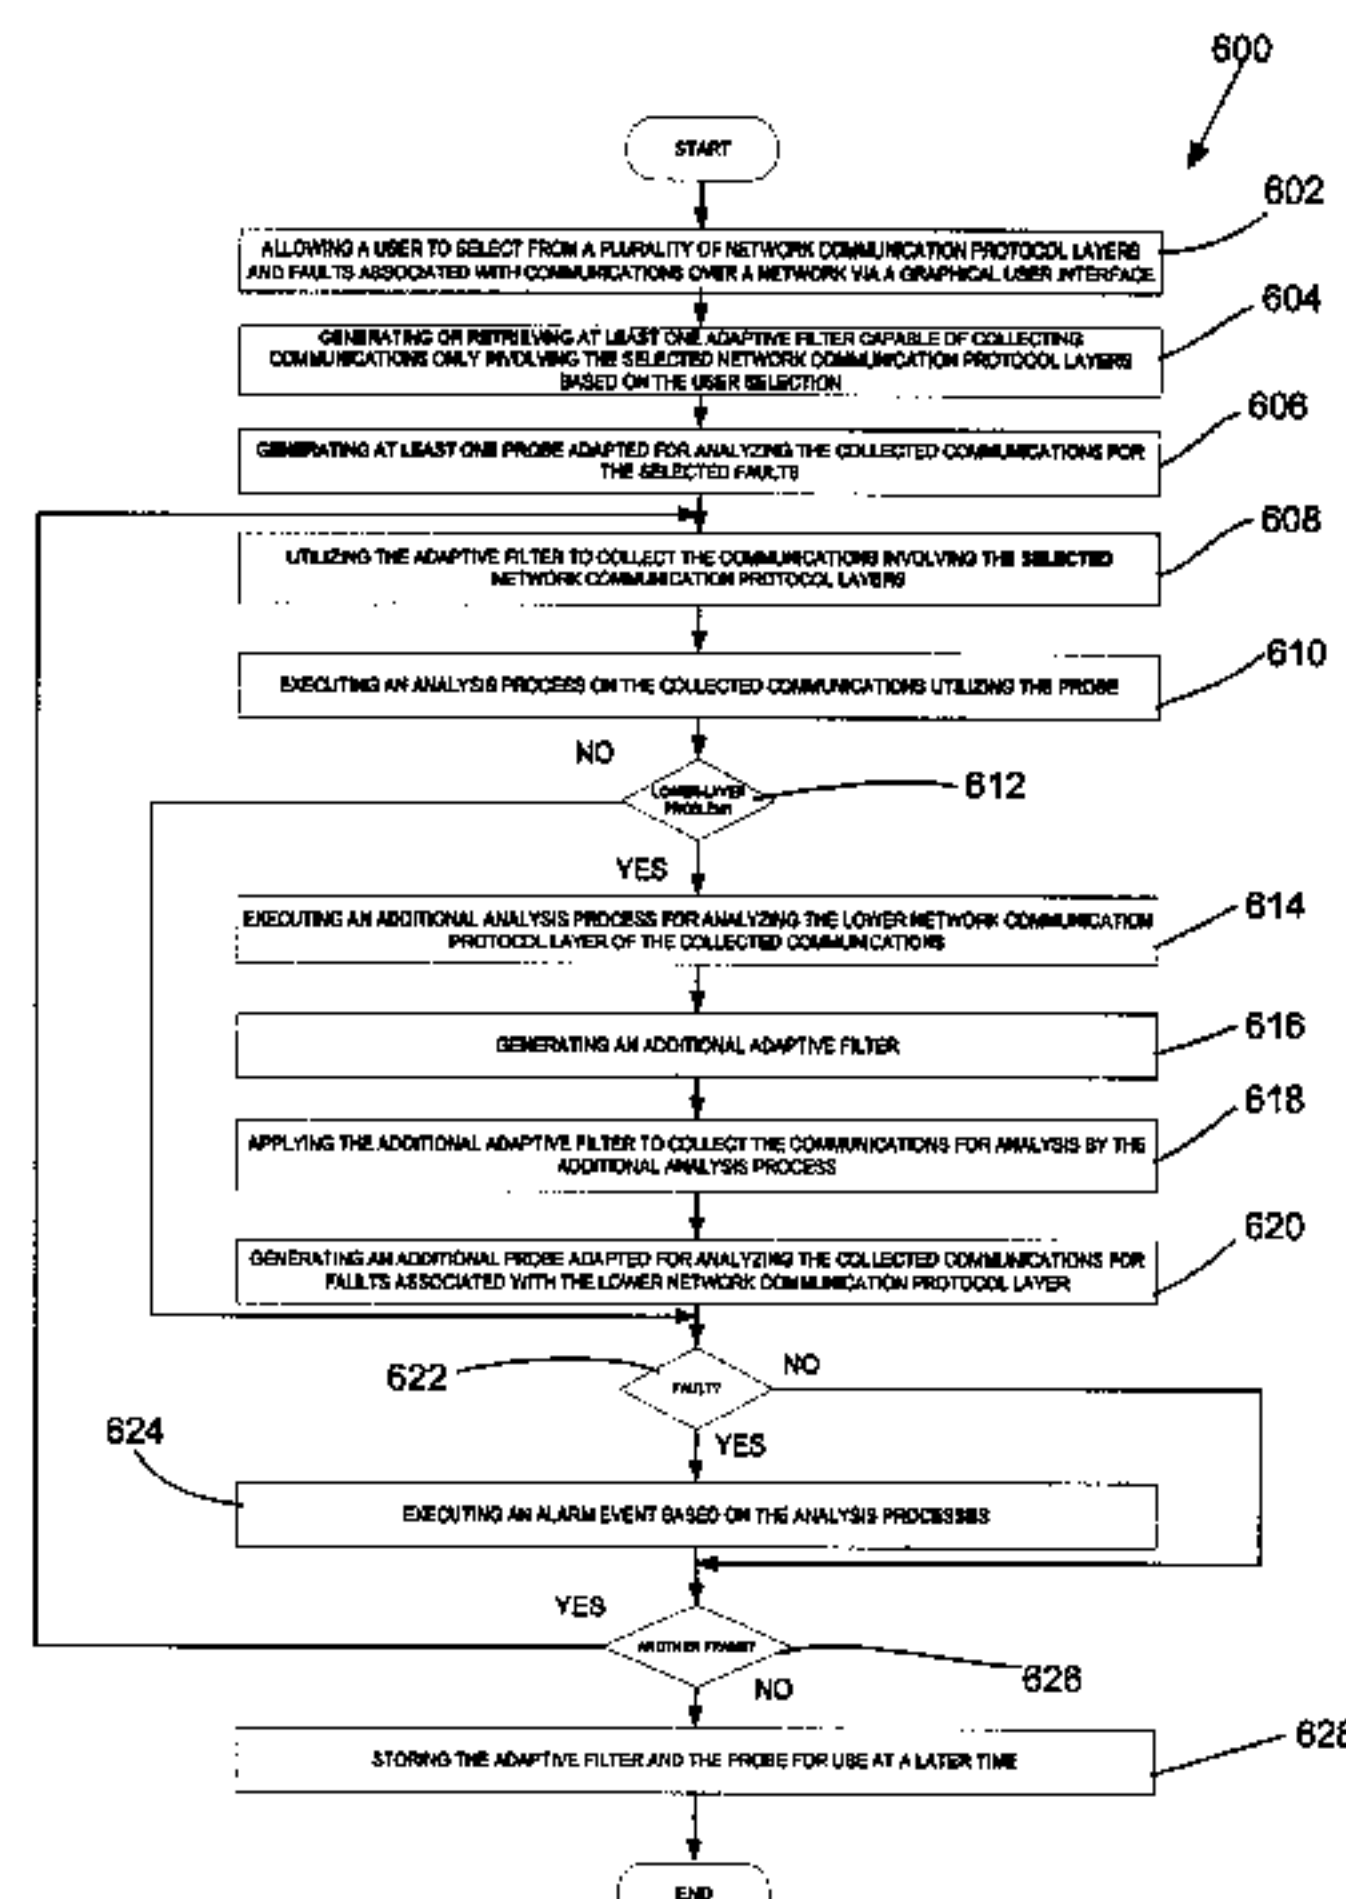 600
START
602
ALLOWING A USER TO SELECT FROM A PLURALITY OF NETWORK COMMUNICATION PROTOCOL LAYERS
AND FAULTS ASSOCIATED WITH COMMUNICATIONS OVER A NETWORK VIA A GRAPHICAL USER INTERFACE
604
GENERATING OR RETRIEVING AT LEAST ONE ADAPTIVE FILTER CAPABLE OF COLLECTING
COMMUNICATIONS ONLY INVOLVING THE SELECTED NETWORK COMMUNICATION PROTOCOL LAYERS
BASED ON THE USER SELECTION
606
GENERATING AT LEAST ONE PROBE ADAPTED FOR ANALYZING THE COLLECTED COMMUNICATIONS FOR
THE SELECTED FAULTS
608
UTILIZING THE ADAPTIVE FILTER TO COLLECT THE COMMUNICATIONS INVOLVING THE SELECTED
NETWORK COMMUNICATION PROTOCOL LAYERS
610
EXECUTING AN ANALYSIS PROCESS ON THE COLLECTED COMMUNICATIONS UTILIZING THE PROBE
NO
LOWER-LAYER
PROBLEM?
612
YES
614
EXECUTING AN ADDITIONAL ANALYSIS PROCESS FOR ANALYZING THE LOWER NETWORK COMMUNICATION
PROTOCOL LAYER OF THE COLLECTED COMMUNICATIONS
616
GENERATING AN ADDITIONAL ADAPTIVE FILTER
618
APPLYING THE ADDITIONAL ADAPTIVE FILTER TO COLLECT THE COMMUNICATIONS FOR ANALYSIS BY THE
ADDITIONAL ANALYSIS PROCESS
620
GENERATING AN ADDITIONAL PROBE ADAPTED FOR ANALYZING THE COLLECTED COMMUNICATIONS FOR
FAULTS ASSOCIATED WITH THE LOWER NETWORK COMMUNICATION PROTOCOL LAYER
622
FAULT?
NO
YES
624
EXECUTING AN ALARM EVENT BASED ON THE ANALYSIS PROCESSES
YES
ANOTHER FRAME?
626
NO
628
STORING THE ADAPTIVE FILTER AND THE PROBE FOR USE AT A LATER TIME
END